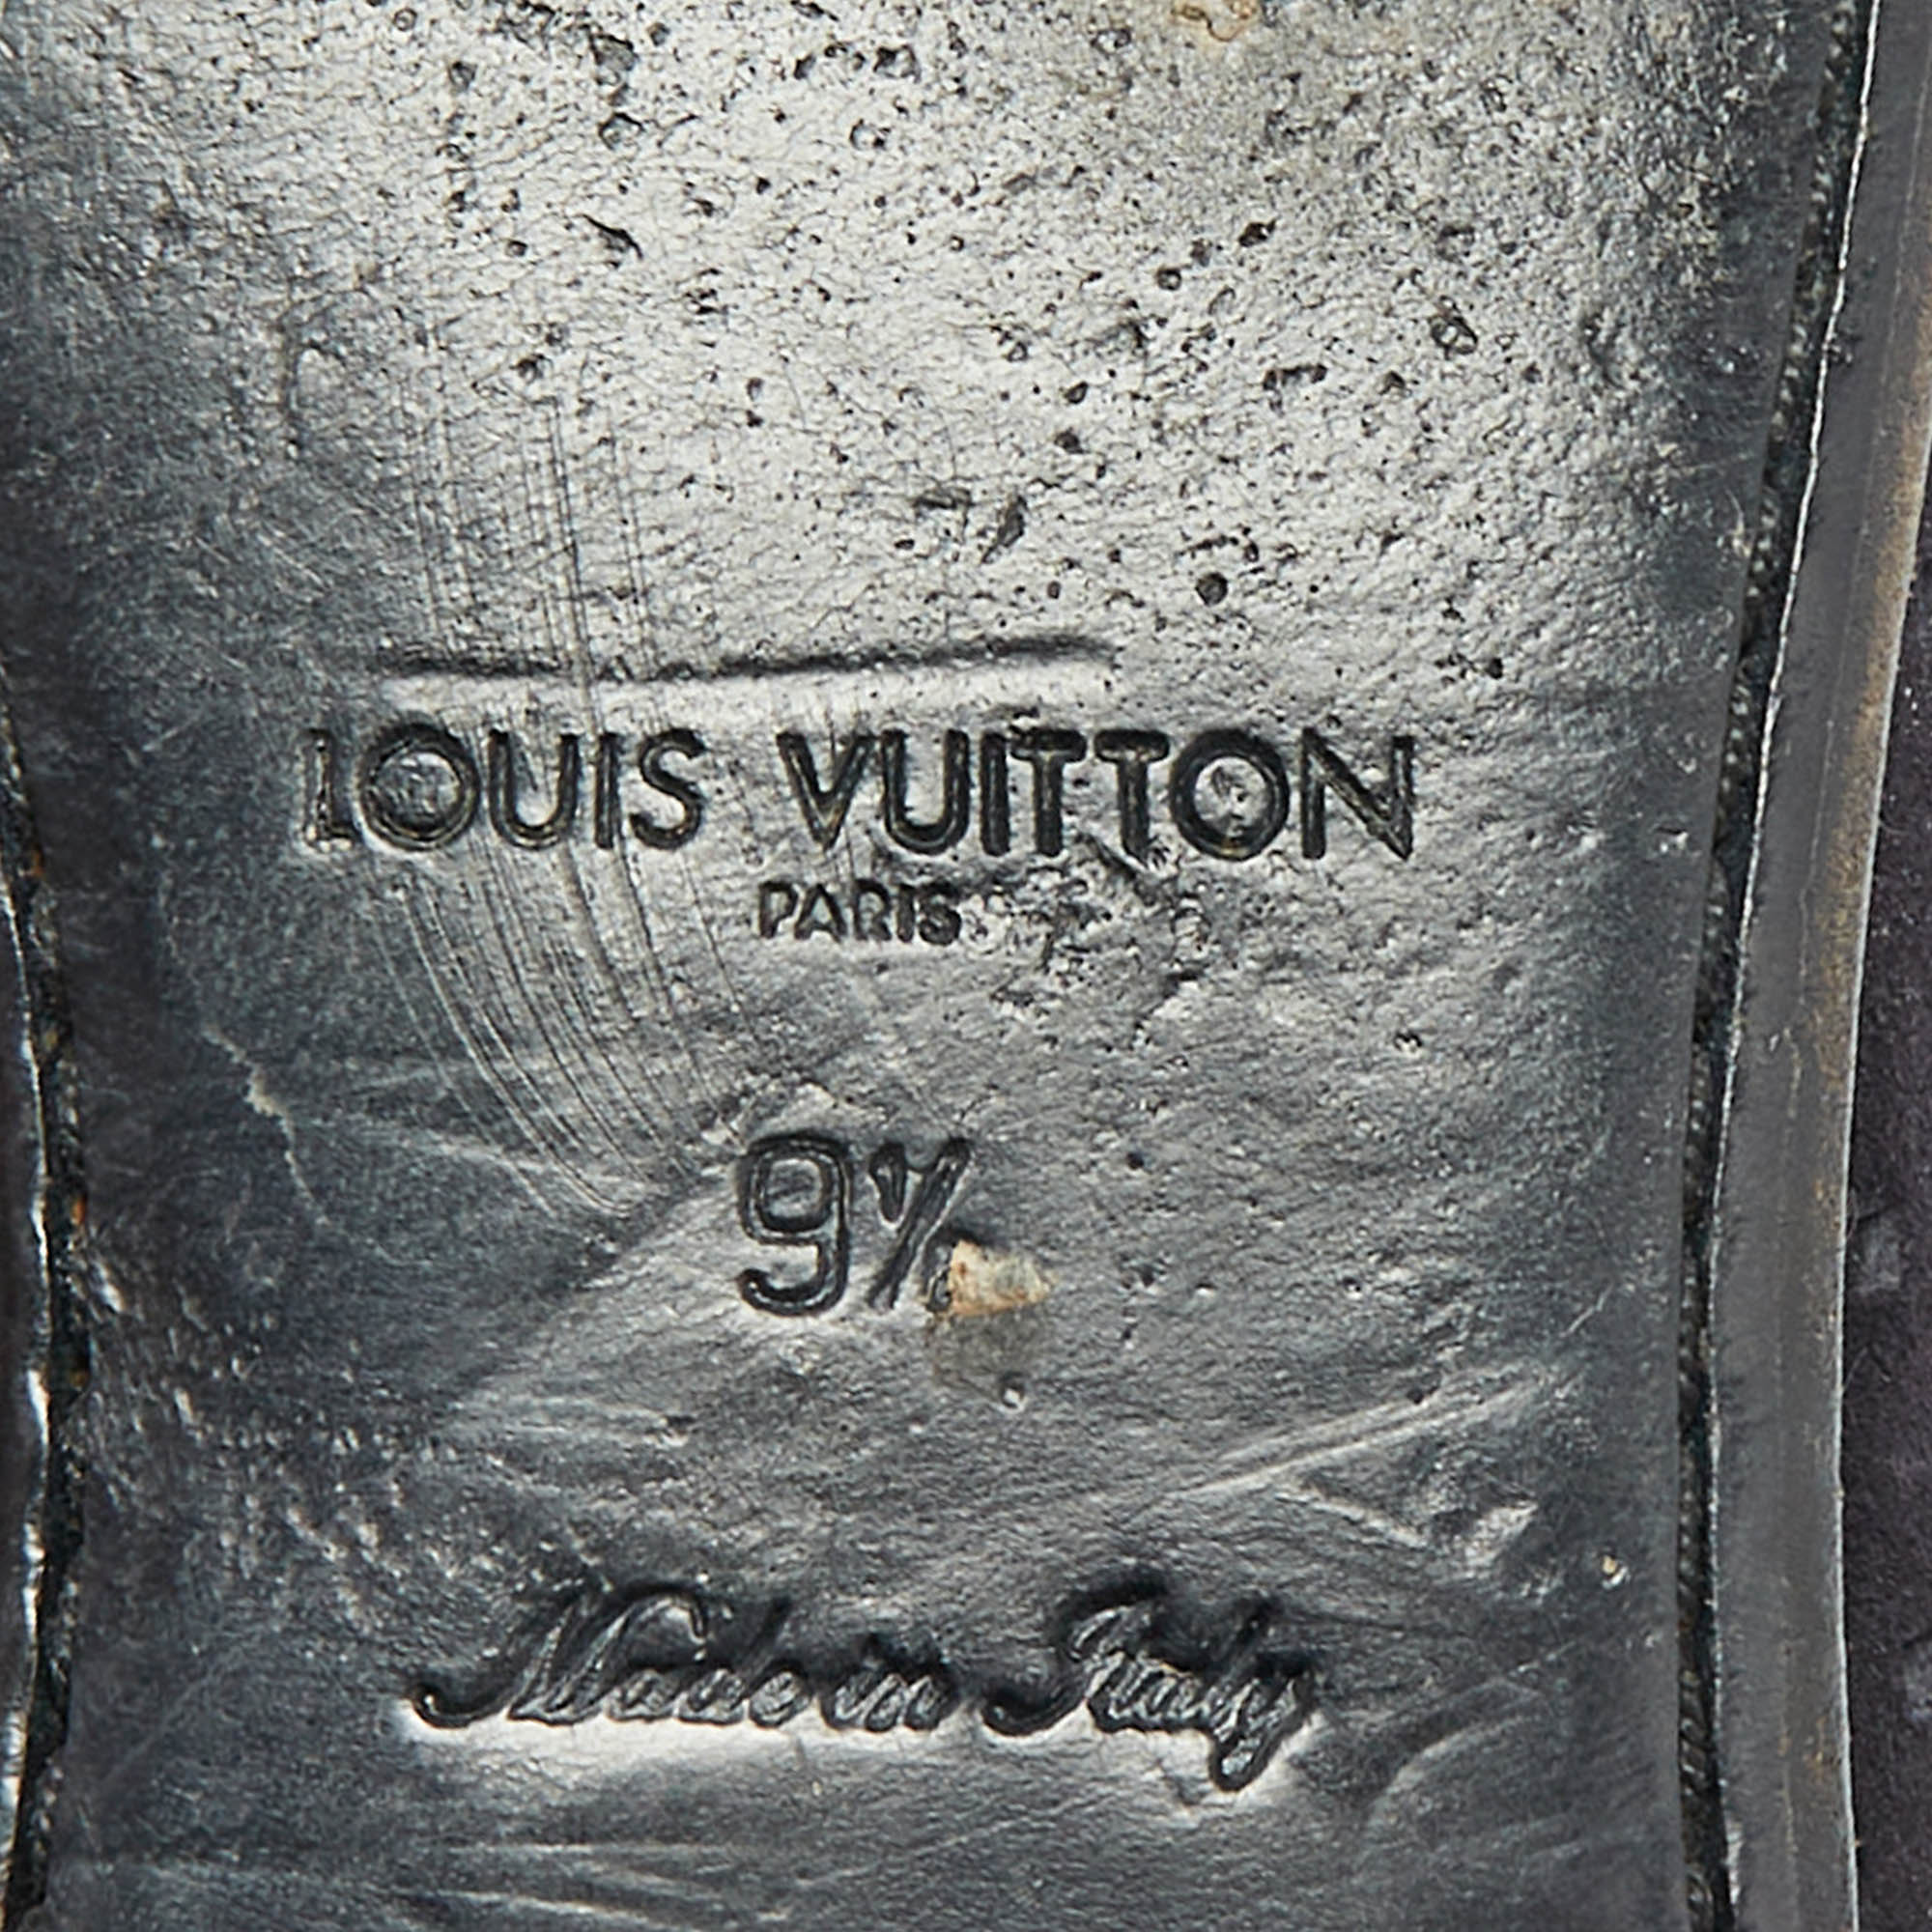 LOUIS VUITTON
PARIS
9½
Made in Italy